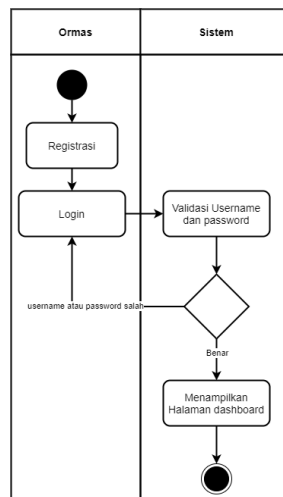 Ormas
Sistem
Registrasi
Login
Validasi Username
dan password
username atau password salah
Benar
Menampilkan
Halaman dashboard